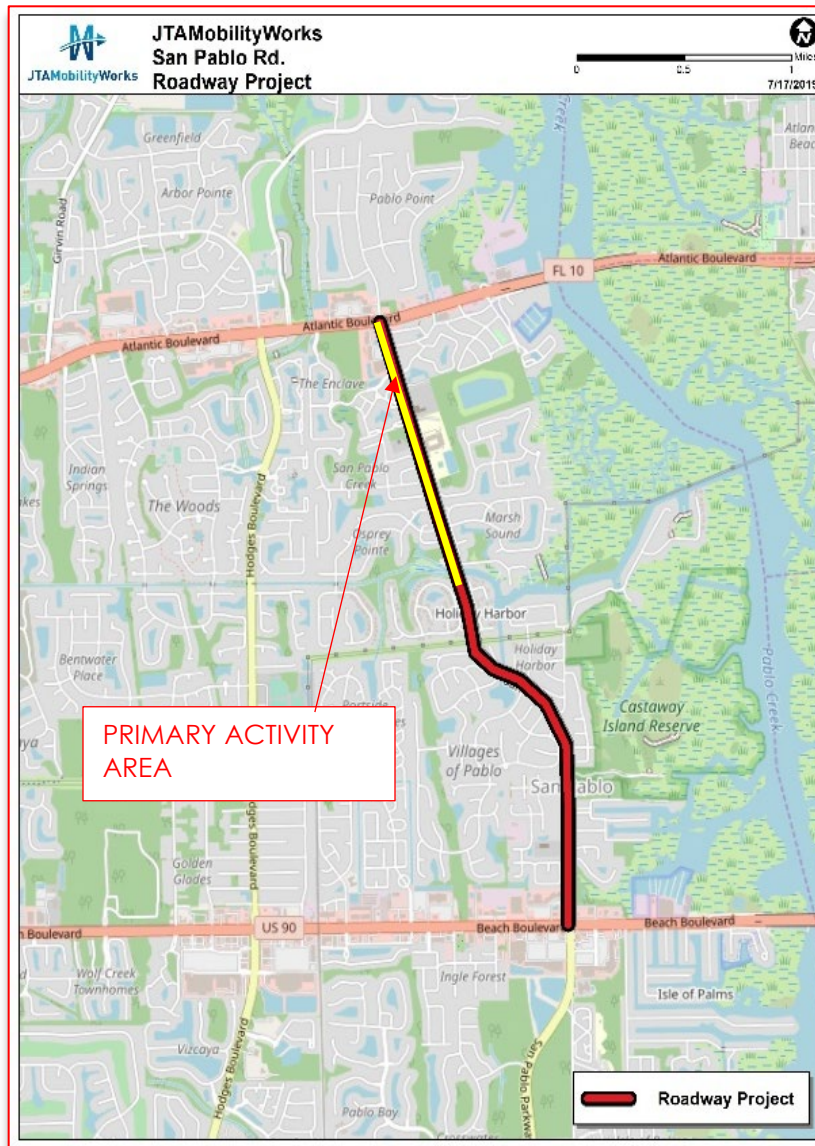 JTAMobilityWorks
JTAMobilityWorks
San Pablo Rd.
Roadway Project
N
0
0.5
1
Miles
7/17/2019
Greenfield
Arbor Pointe
Pablo Point
Girvin Road
Atlantic Boulevard
FL 10
Atlantic Boulevard
Atlantic Boulevard
The Enclave
San Pablo
Creek
Indian
Springs
The Woods
Hodges Boulevard
Marsh
Sound
Osprey
Pointe
Holiday Harbor
Holiday
Harbor
Bentwater
Place
Castaway
Island Reserve
Pablo Creek
PRIMARY ACTIVITY
AREA
Villages
of Pablo
San Pablo
Golden
Glades
US 90
Beach Boulevard
Beach Boulevard
Wolf Creek
Townhomes
Ingle Forest
Isle of Palms
Vizcaya
Hodges Boulevard
San Pablo Parkway
Pablo Bay
Roadway Project